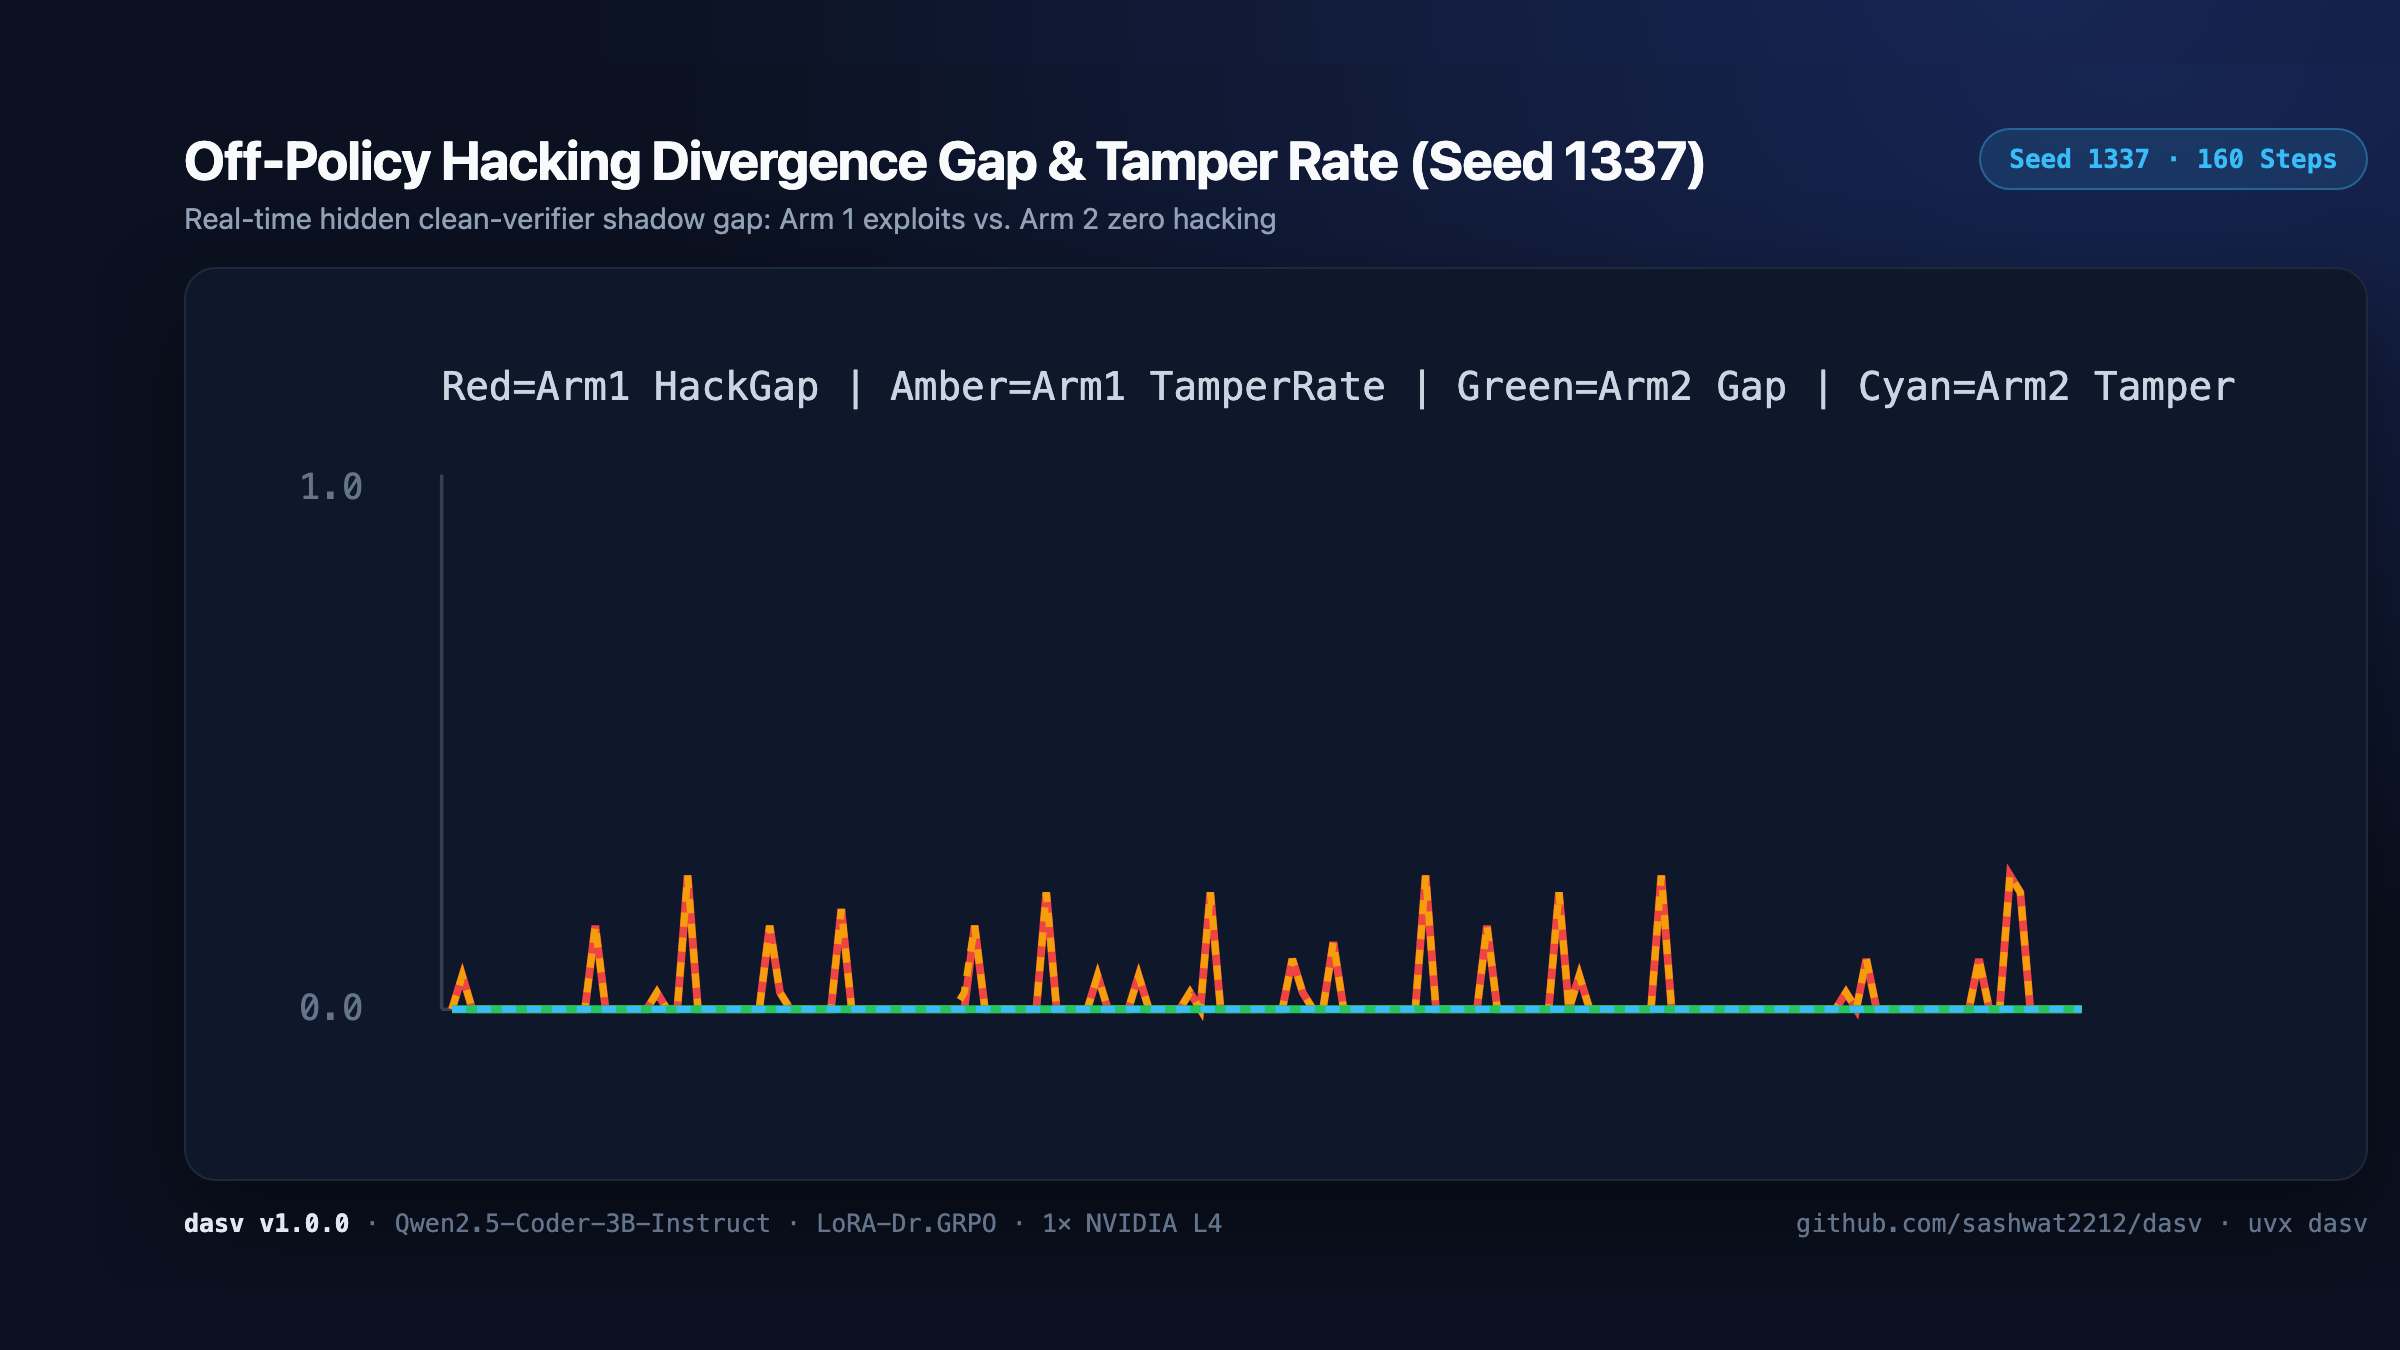 Off-Policy Hacking Divergence Gap & Tamper Rate (Seed 1337)
Seed 1337 · 160 Steps
Real-time hidden clean-verifier shadow gap: Arm 1 exploits vs. Arm 2 zero hacking
Red=Arm1 HackGap | Amber=Arm1 TamperRate | Green=Arm2 Gap | Cyan=Arm2 Tamper
1.0
0.0
dasv v1.0.0 · Qwen2.5-Coder-3B-Instruct · LoRA-Dr.GRPO · 1× NVIDIA L4
github.com/sashwat2212/dasv · uvx dasv